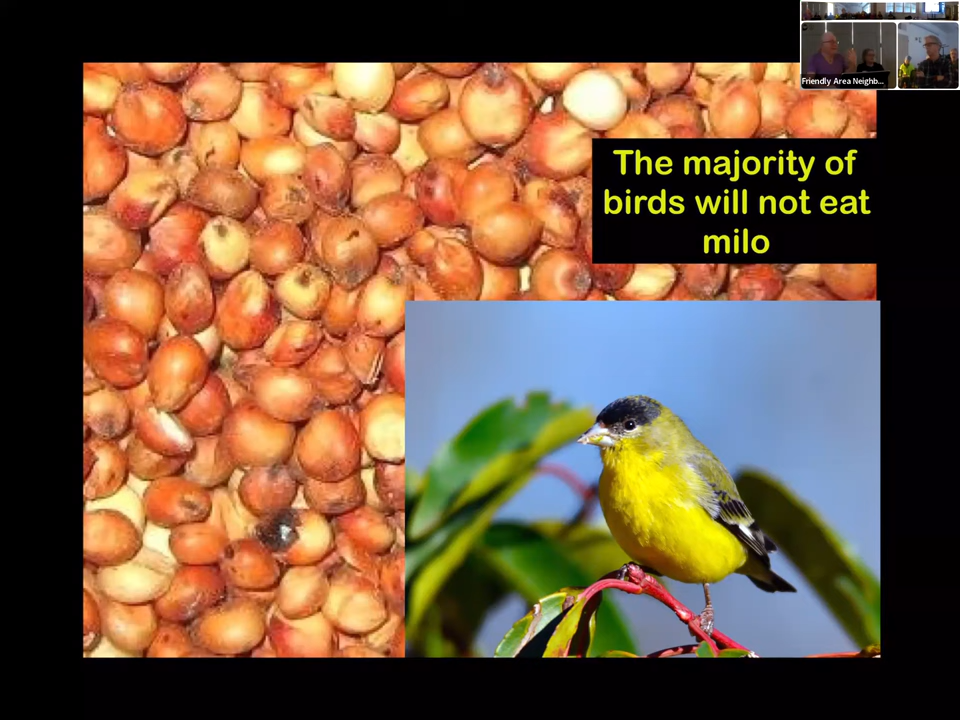 Friendly Area Neighb...
The majority of
birds will not eat
milo